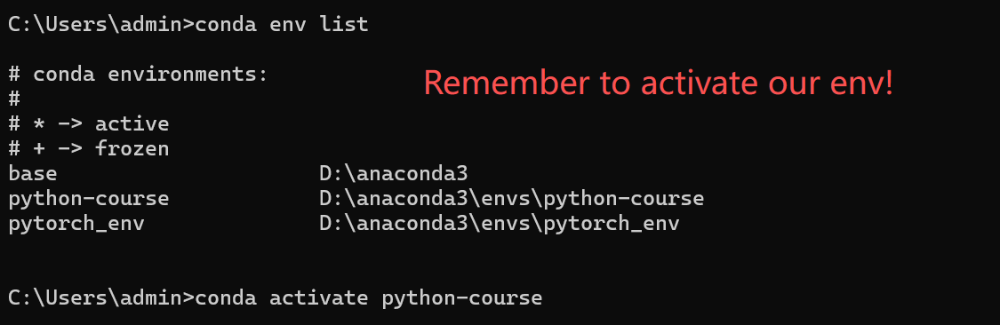 C:\Users\admin>conda env list
# conda environments:
Remember to activate our env!
#
# * -> active
# + -> frozen
base                     D:\anaconda3
python-course            D:\anaconda3\envs\python-course
pytorch_env              D:\anaconda3\envs\pytorch_env
C:\Users\admin>conda activate python-course